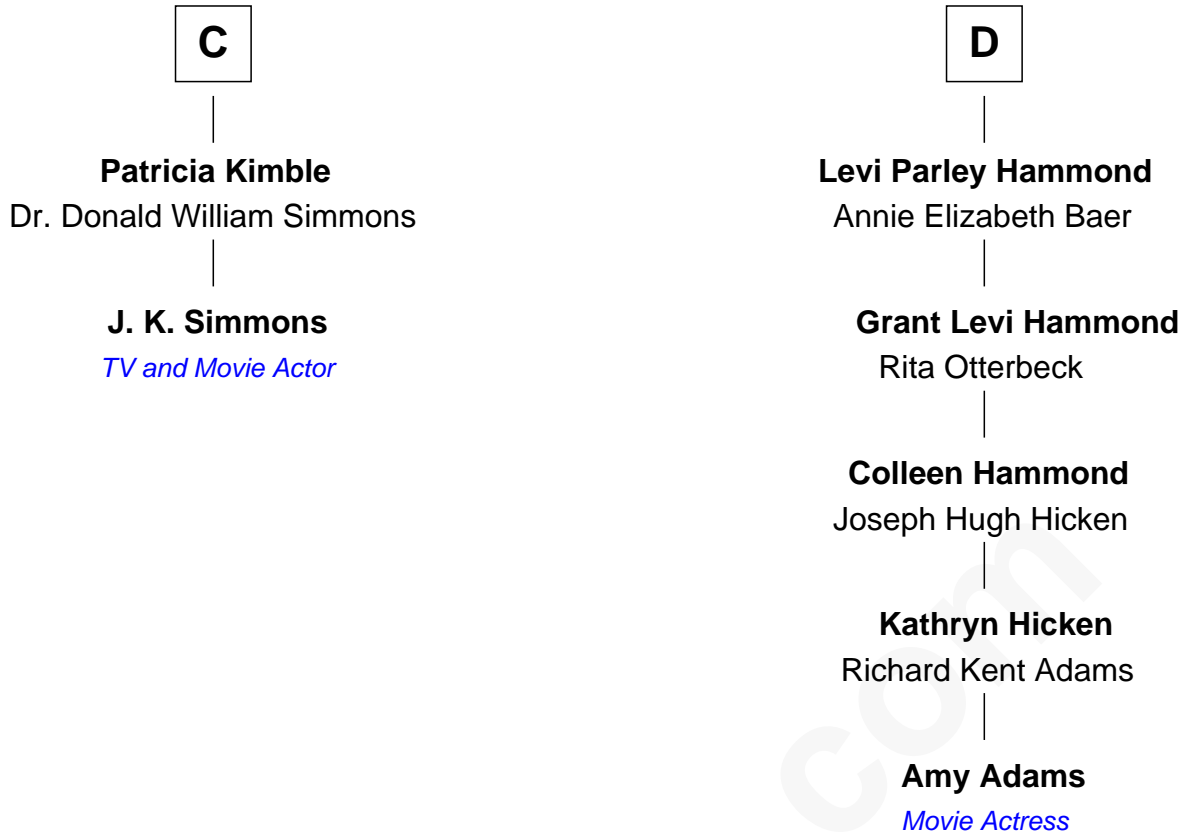 C
Patricia Kimble
Dr. Donald William Simmons
J. K. Simmons
TV and Movie Actor
D
Levi Parley Hammond
Annie Elizabeth Baer
Grant Levi Hammond
Rita Otterbeck
Colleen Hammond
Joseph Hugh Hicken
Kathryn Hicken
Richard Kent Adams
Amy Adams
Movie Actress
com